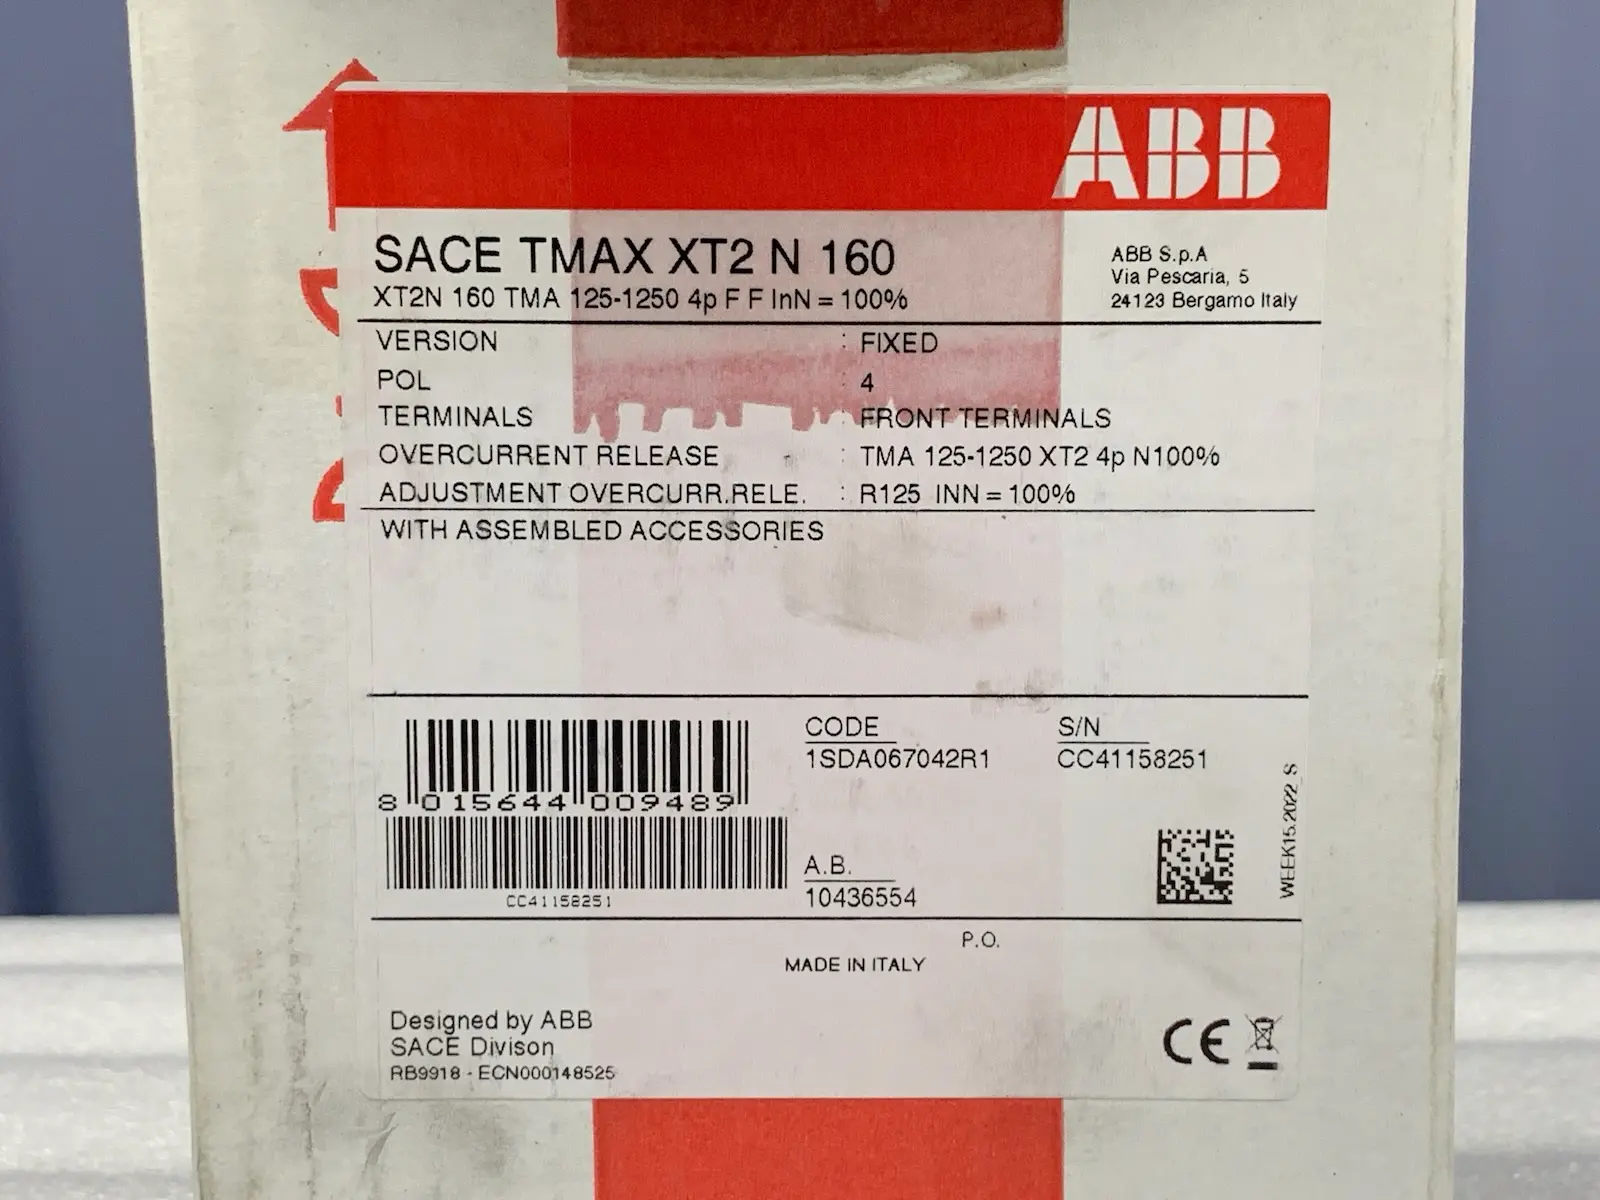 ABB
SACE TMAX XT2 N 160
XT2N 160 TMA 125-1250 4p F F InN = 100%
ABB S.p.A
Via Pescaria, 5
24123 Bergamo Italy
VERSION : FIXED
POL : 4
TERMINALS : FRONT TERMINALS
OVERCURRENT RELEASE : TMA 125-1250 XT2 4p N100%
ADJUSTMENT OVERCURR.RELE. : R125 INN = 100%
WITH ASSEMBLED ACCESSORIES
8 015644 009489
CC41158251
CODE
1SDA067042R1
S/N
CC41158251
A.B.
10436554
WEEK15.2022_S
P.O.
MADE IN ITALY
Designed by ABB
SACE Divison
RB9918 - ECN000148525
CE